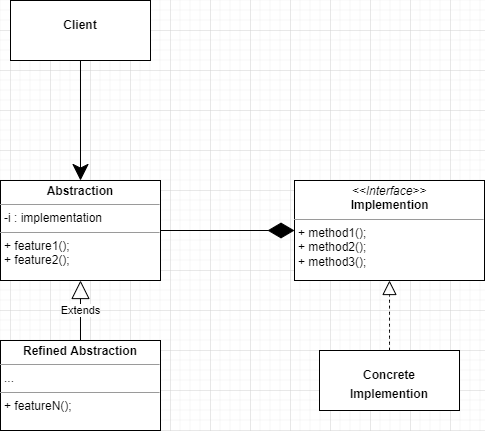 Client
Abstraction
-i : implementation
+ feature1();
+ feature2();
<<Interface>>
Implemention
+ method1();
+ method2();
+ method3();
Extends
Refined Abstraction
...
+ featureN();
Concrete
Implemention